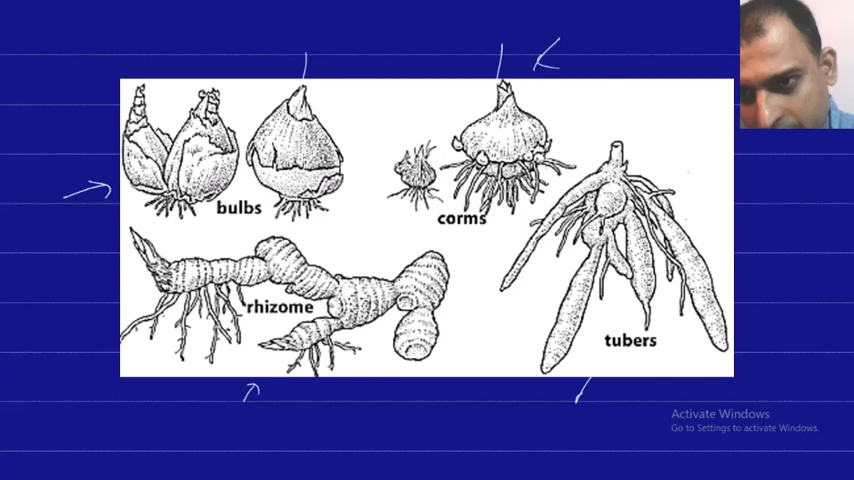 bulbs
corms
rhizome
tubers
Activate Windows
Go to Settings to activate Windows.